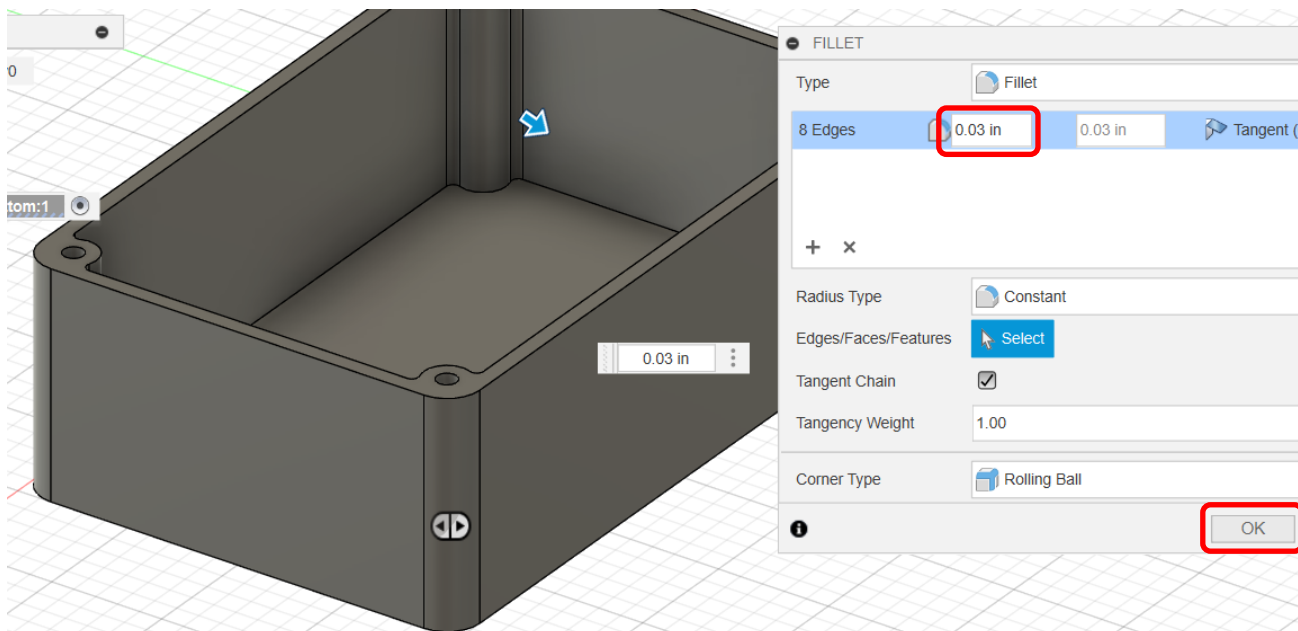 FILLET
:0
Type Fillet
8 Edges 0.03 in 0.03 in Tangent (
tom:1
Radius Type Constant
Edges/Faces/Features Select
0.03 in
Tangent Chain
Tangency Weight 1.00
Corner Type Rolling Ball
OK